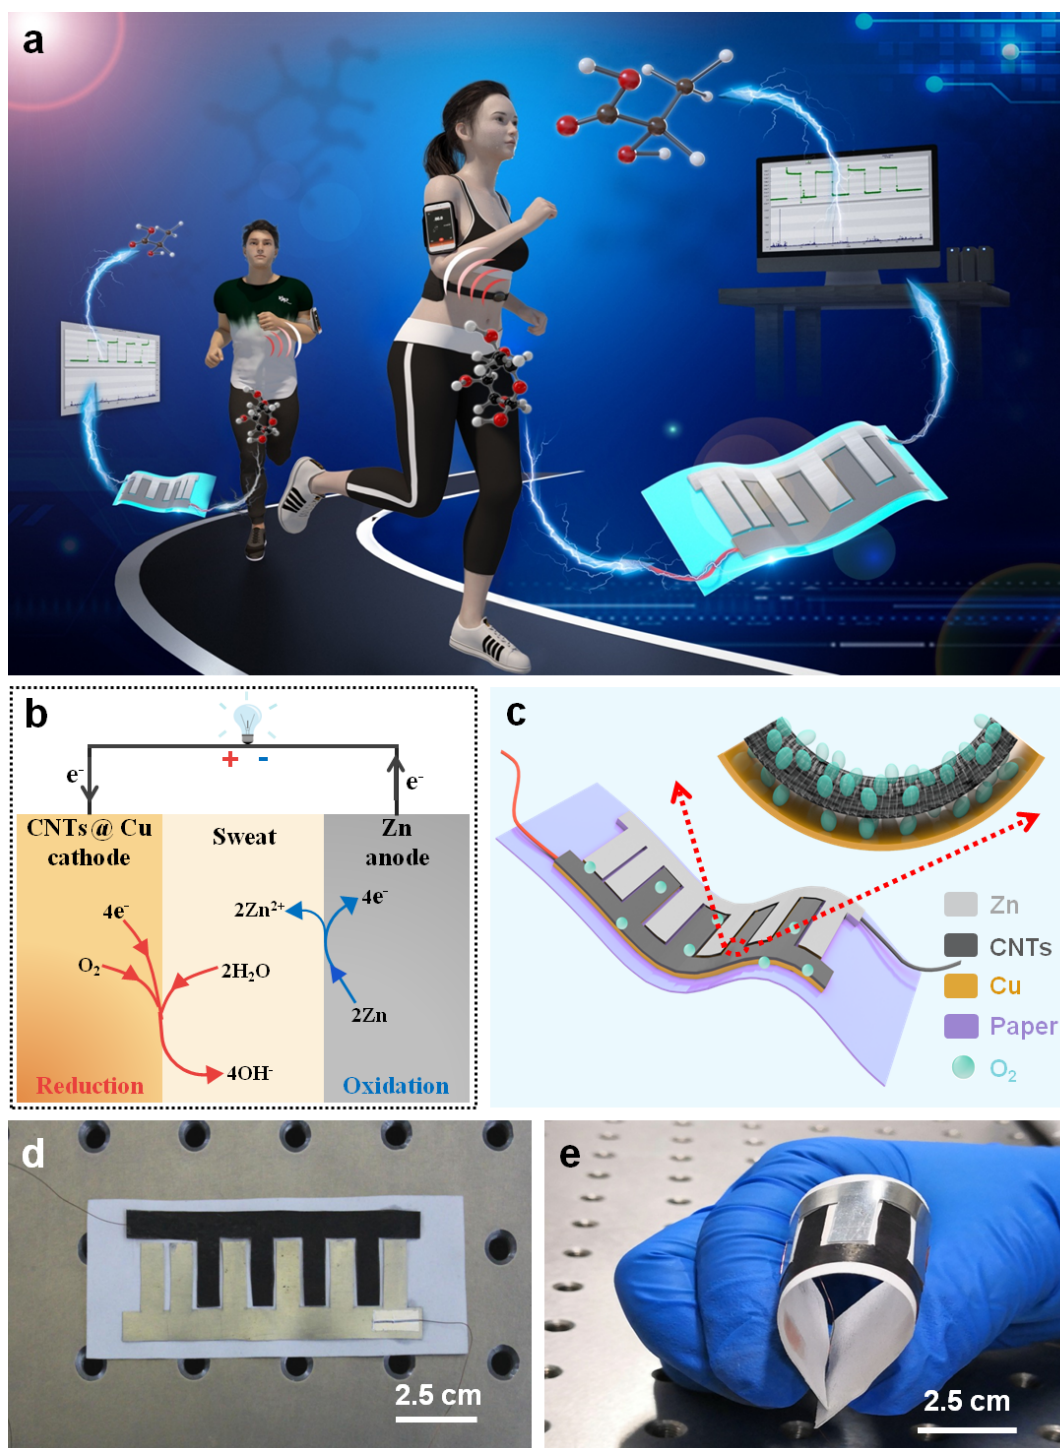 a
b
+ -
e⁻
e⁻
CNTs@ Cu
cathode
Sweat
Zn
anode
4e⁻
O₂
2H₂O
4OH⁻
Reduction
2Zn²⁺
4e⁻
2Zn
Oxidation
c
Zn
CNTs
Cu
Paper
O₂
d
2.5 cm
e
2.5 cm